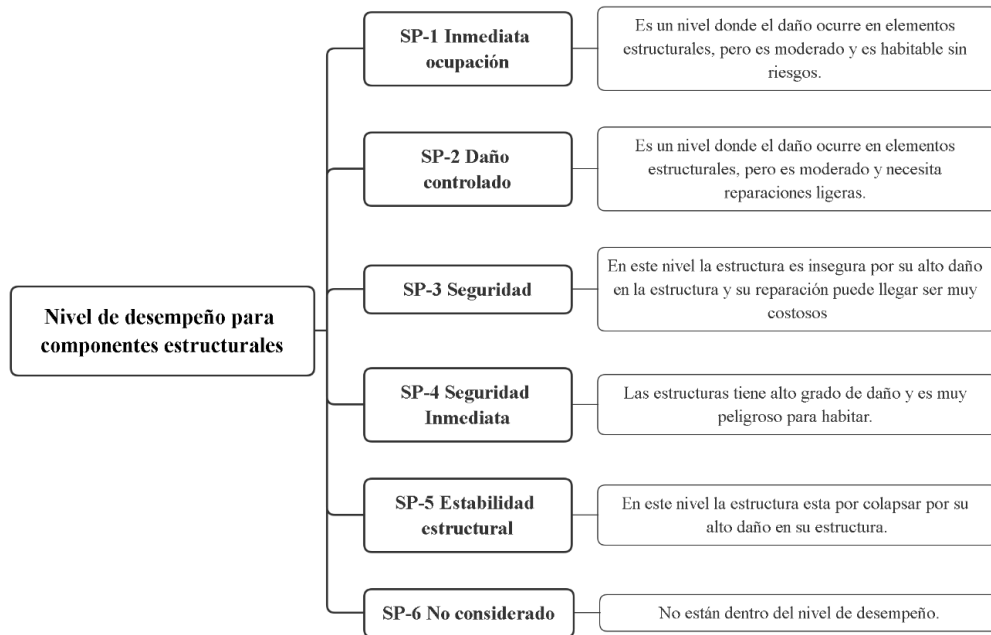 Nivel de desempeño para
componentes estructurales
SP-1 Inmediata
ocupación
Es un nivel donde el daño ocurre en elementos
estructurales, pero es moderado y es habitable sin
riesgos.
SP-2 Daño
controlado
Es un nivel donde el daño ocurre en elementos
estructurales, pero es moderado y necesita
reparaciones ligeras.
SP-3 Seguridad
En este nivel la estructura es insegura por su alto daño
en la estructura y su reparación puede llegar ser muy
costosos
SP-4 Seguridad
Inmediata
Las estructuras tiene alto grado de daño y es muy
peligroso para habitar.
SP-5 Estabilidad
estructural
En este nivel la estructura esta por colapsar por su
alto daño en su estructura.
SP-6 No considerado
No están dentro del nivel de desempeño.